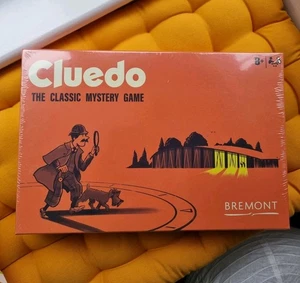 Cluedo
THE CLASSIC MYSTERY GAME
8+
BREMONT